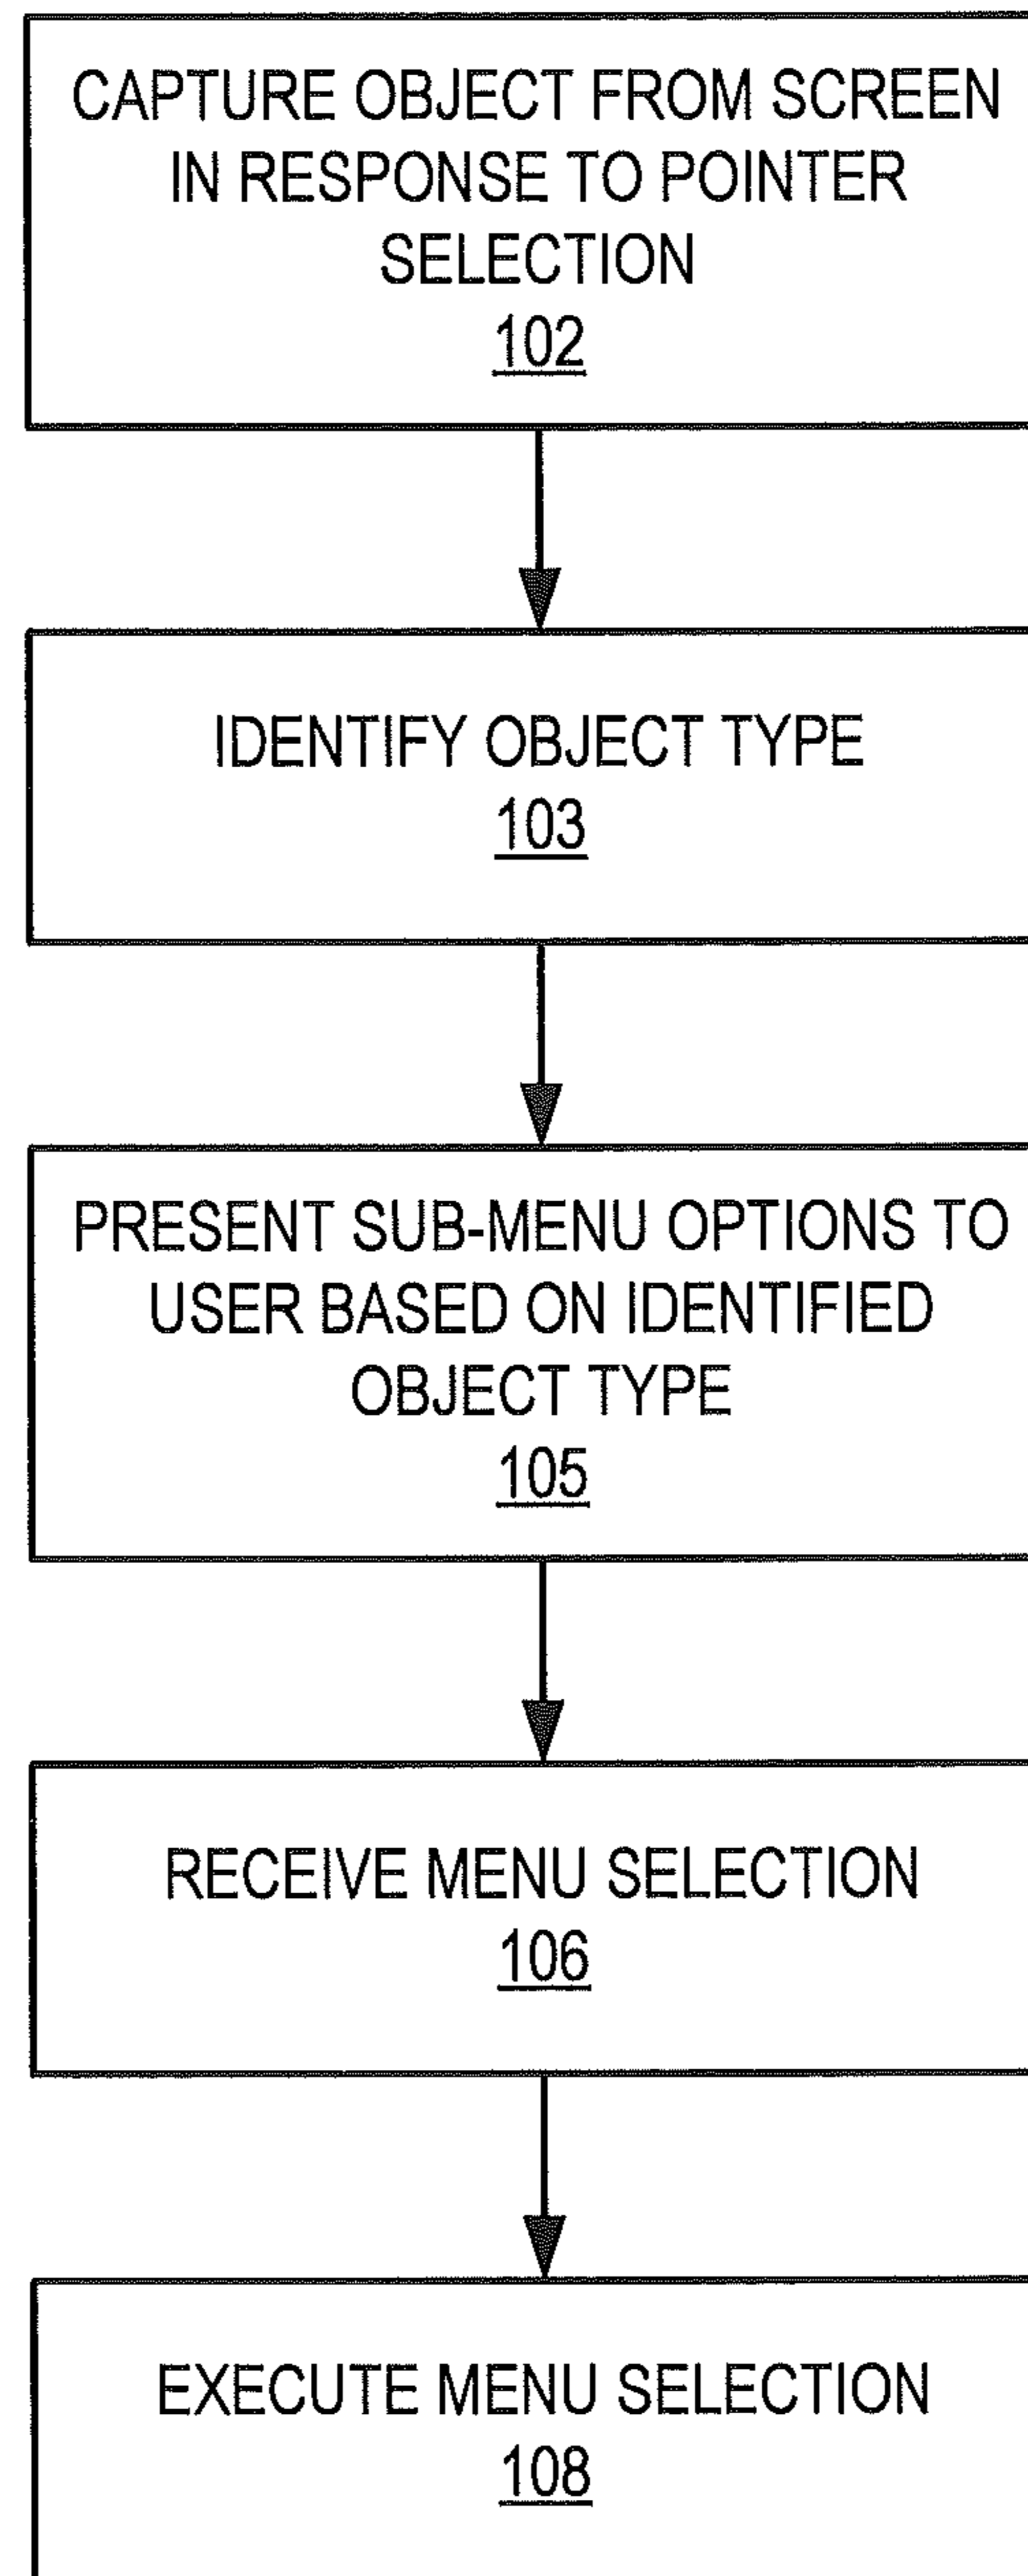 CAPTURE OBJECT FROM SCREEN
IN RESPONSE TO POINTER
SELECTION
102
IDENTIFY OBJECT TYPE
103
PRESENT SUB-MENU OPTIONS TO
USER BASED ON IDENTIFIED
OBJECT TYPE
105
RECEIVE MENU SELECTION
106
EXECUTE MENU SELECTION
108